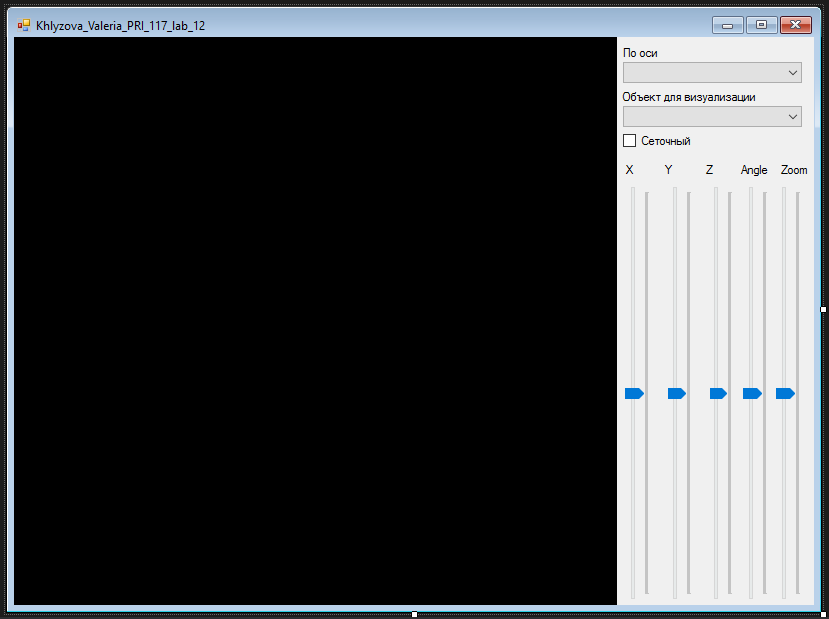 Khlyzova_Valeria_PRI_117_lab_12
По оси
Объект для визуализации
Сеточный
X Y Z Angle Zoom